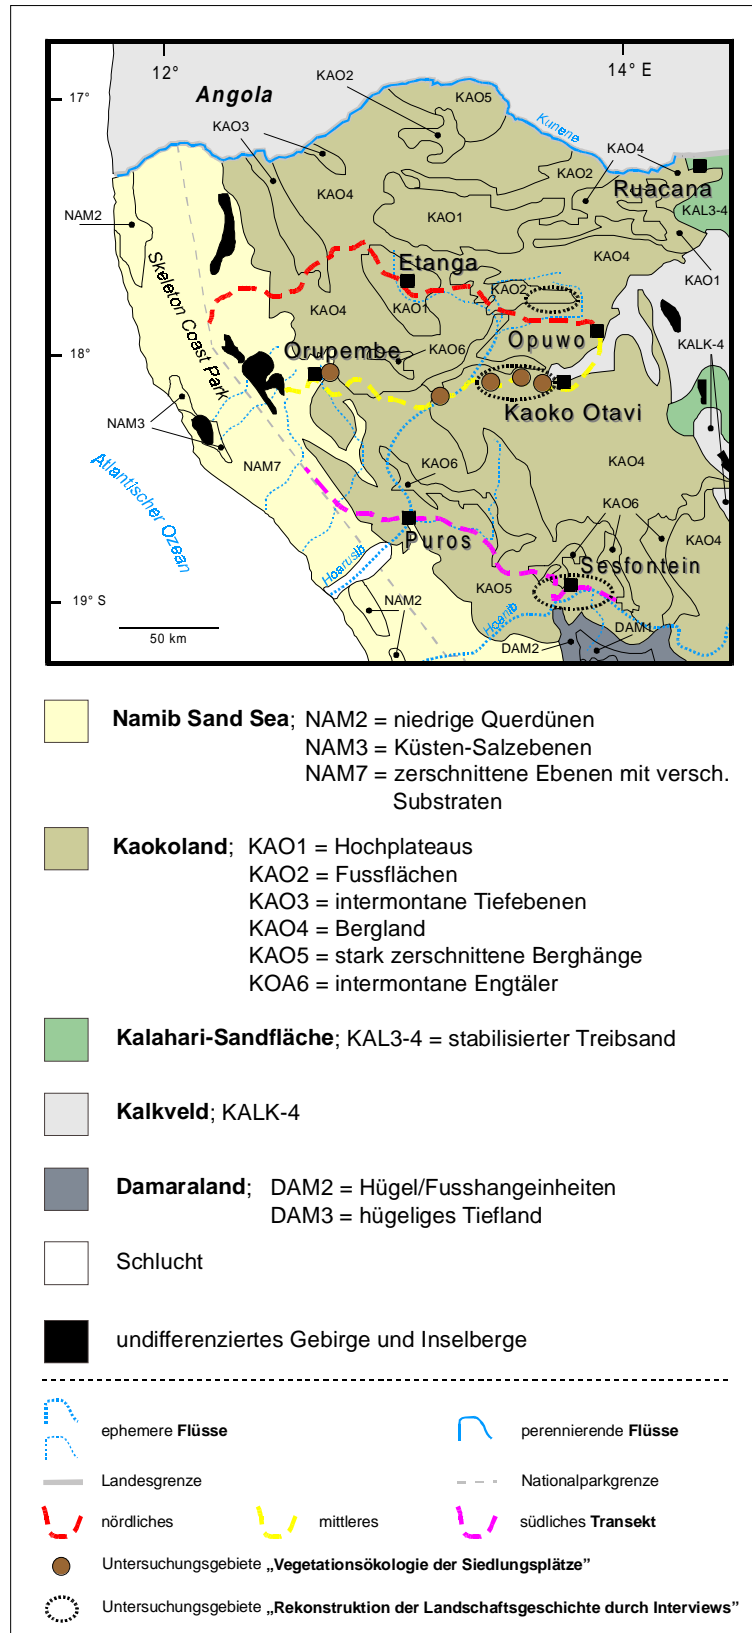 12°
14° E
17°
Angola
KAO2
KAO5
Kunene
KAO3
KAO4
KAO2
Ruacana
KAO4
KAL3-4
NAM2
KAO1
KAO4
KAO1
Skeleton Coast Park
Etanga
KAO2
KAO4
KAO1
Opuwo
KALK-4
18°
Orupembe
KAO6
Kaoko Otavi
NAM3
KAO4
Atlantischer Ozean
NAM7
KAO6
KAO6
Puros
KAO4
Hoarusib
Sesfontein
KAO5
19° S
NAM2
Hoanib
DAM1
50 km
DAM2
Namib Sand Sea; NAM2 = niedrige Querdünen
NAM3 = Küsten-Salzebenen
NAM7 = zerschnittene Ebenen mit versch.
Substraten
Kaokoland; KAO1 = Hochplateaus
KAO2 = Fussflächen
KAO3 = intermontane Tiefebenen
KAO4 = Bergland
KAO5 = stark zerschnittene Berghänge
KOA6 = intermontane Engtäler
Kalahari-Sandfläche; KAL3-4 = stabilisierter Treibsand
Kalkveld; KALK-4
Damaraland; DAM2 = Hügel/Fusshangeinheiten
DAM3 = hügeliges Tiefland
Schlucht
undifferenziertes Gebirge und Inselberge
ephemere Flüsse
perennierende Flüsse
Landesgrenze
Nationalparkgrenze
nördliches
mittleres
südliches Transekt
Untersuchungsgebiete „Vegetationsökologie der Siedlungsplätze”
Untersuchungsgebiete „Rekonstruktion der Landschaftsgeschichte durch Interviews”